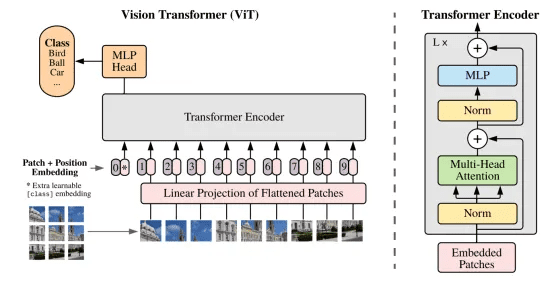 Vision Transformer (ViT)
Class
Bird
Ball
Car
...
MLP
Head
Transformer Encoder
Patch + Position
Embedding
* Extra learnable
[class] embedding
0 * 1 2 3 4 5 6 7 8 9
Linear Projection of Flattened Patches
Transformer Encoder
L x
+
MLP
Norm
+
Multi-Head
Attention
Norm
Embedded
Patches